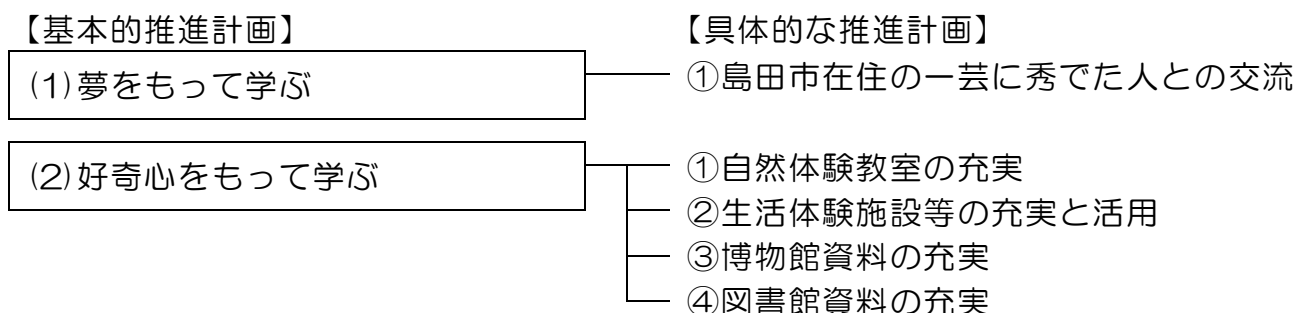 【基本的推進計画】 【具体的な推進計画】
(1)夢をもって学ぶ ①島田市在住の一芸に秀でた人との交流
(2)好奇心をもって学ぶ ①自然体験教室の充実
②生活体験施設等の充実と活用
③博物館資料の充実
④図書館資料の充実